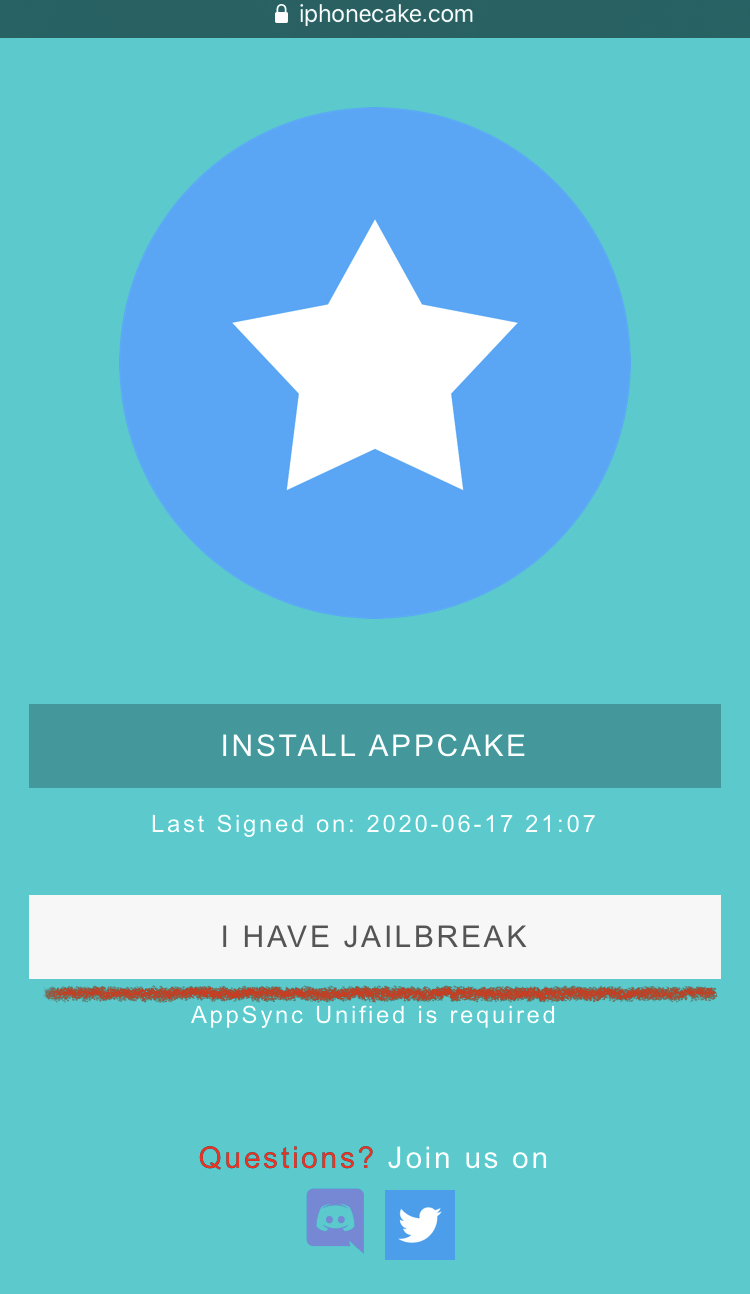 iphonecake.com
INSTALL APPCAKE
Last Signed on: 2020-06-17 21:07
I HAVE JAILBREAK
AppSync Unified is required
Questions? Join us on